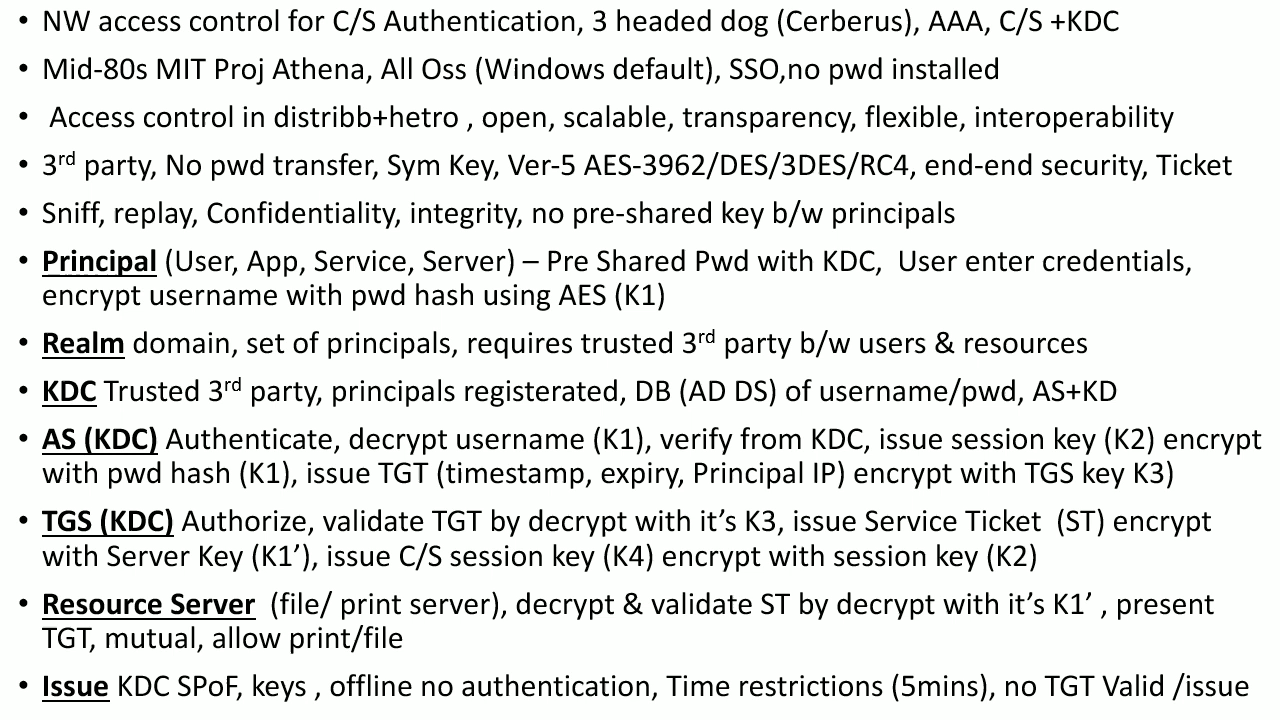 • NW access control for C/S Authentication, 3 headed dog (Cerberus), AAA, C/S +KDC
• Mid-80s MIT Proj Athena, All Oss (Windows default), SSO,no pwd installed
• Access control in distribb+hetro , open, scalable, transparency, flexible, interoperability
• 3rd party, No pwd transfer, Sym Key, Ver-5 AES-3962/DES/3DES/RC4, end-end security, Ticket
• Sniff, replay, Confidentiality, integrity, no pre-shared key b/w principals
• Principal (User, App, Service, Server) – Pre Shared Pwd with KDC, User enter credentials,
encrypt username with pwd hash using AES (K1)
• Realm domain, set of principals, requires trusted 3rd party b/w users & resources
• KDC Trusted 3rd party, principals registerated, DB (AD DS) of username/pwd, AS+KD
• AS (KDC) Authenticate, decrypt username (K1), verify from KDC, issue session key (K2) encrypt
with pwd hash (K1), issue TGT (timestamp, expiry, Principal IP) encrypt with TGS key K3)
• TGS (KDC) Authorize, validate TGT by decrypt with it’s K3, issue Service Ticket (ST) encrypt
with Server Key (K1’), issue C/S session key (K4) encrypt with session key (K2)
• Resource Server (file/ print server), decrypt & validate ST by decrypt with it’s K1’ , present
TGT, mutual, allow print/file
• Issue KDC SPoF, keys , offline no authentication, Time restrictions (5mins), no TGT Valid /issue